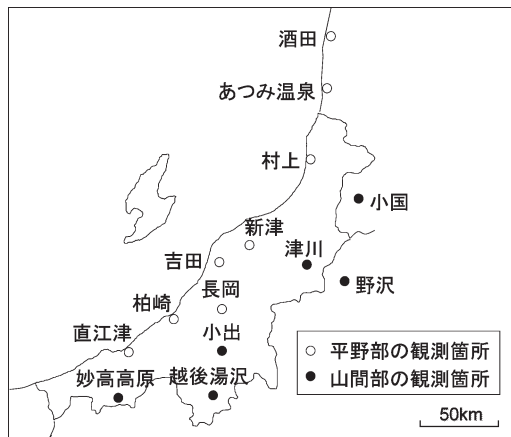 酒田
あつみ温泉
村上
小国
新津
津川
吉田
野沢
長岡
柏崎
小出
直江津
妙高高原
越後湯沢
○ 平野部の観測箇所
● 山間部の観測箇所
50km